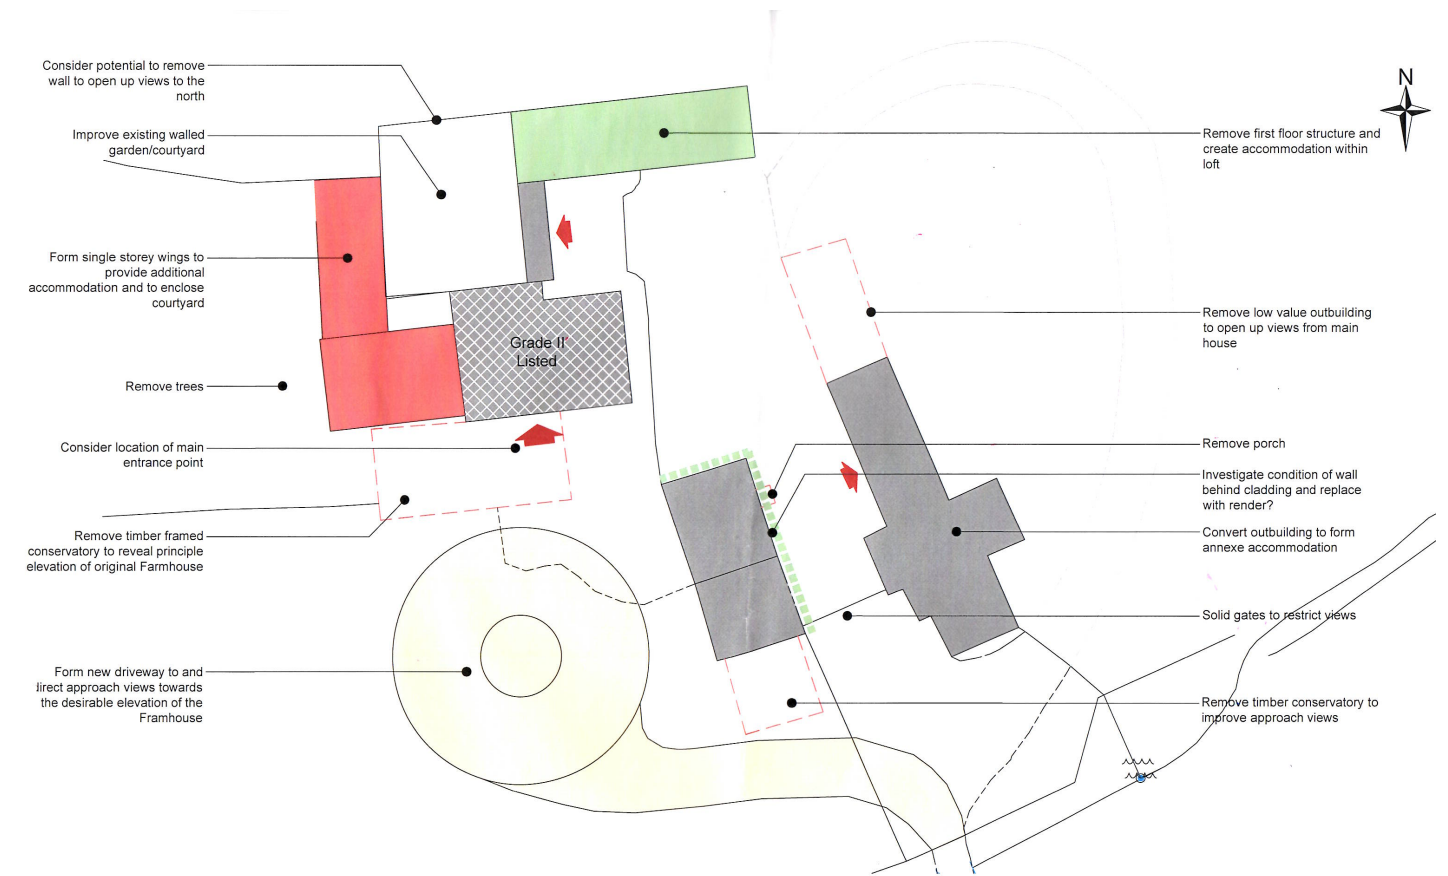 Consider potential to remove
wall to open up views to the
north
Improve existing walled
garden/courtyard
Form single storey wings to
provide additional
accommodation and to enclose
courtyard
Remove trees
Consider location of main
entrance point
Remove timber framed
conservatory to reveal principle
elevation of original Farmhouse
Form new driveway to and
direct approach views towards
the desirable elevation of the
Framhouse
Grade II
Listed
N
Remove first floor structure and
create accommodation within
loft
Remove low value outbuilding
to open up views from main
house
Remove porch
Investigate condition of wall
behind cladding and replace
with render?
Convert outbuilding to form
annexe accommodation
Solid gates to restrict views
Remove timber conservatory to
improve approach views